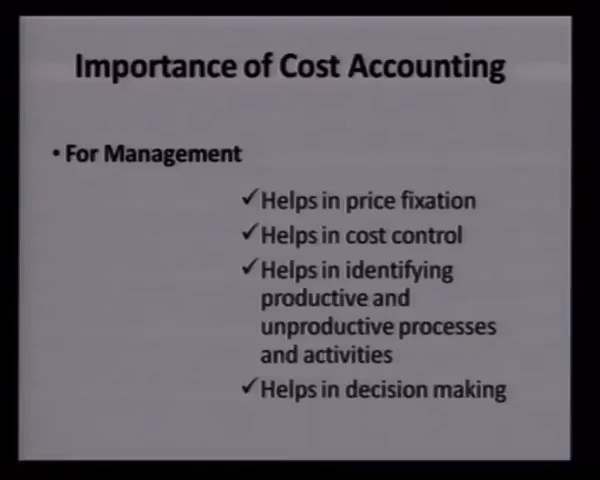 Importance of Cost Accounting
• For Management
✓Helps in price fixation
✓Helps in cost control
✓Helps in identifying
productive and
unproductive processes
and activities
✓Helps in decision making